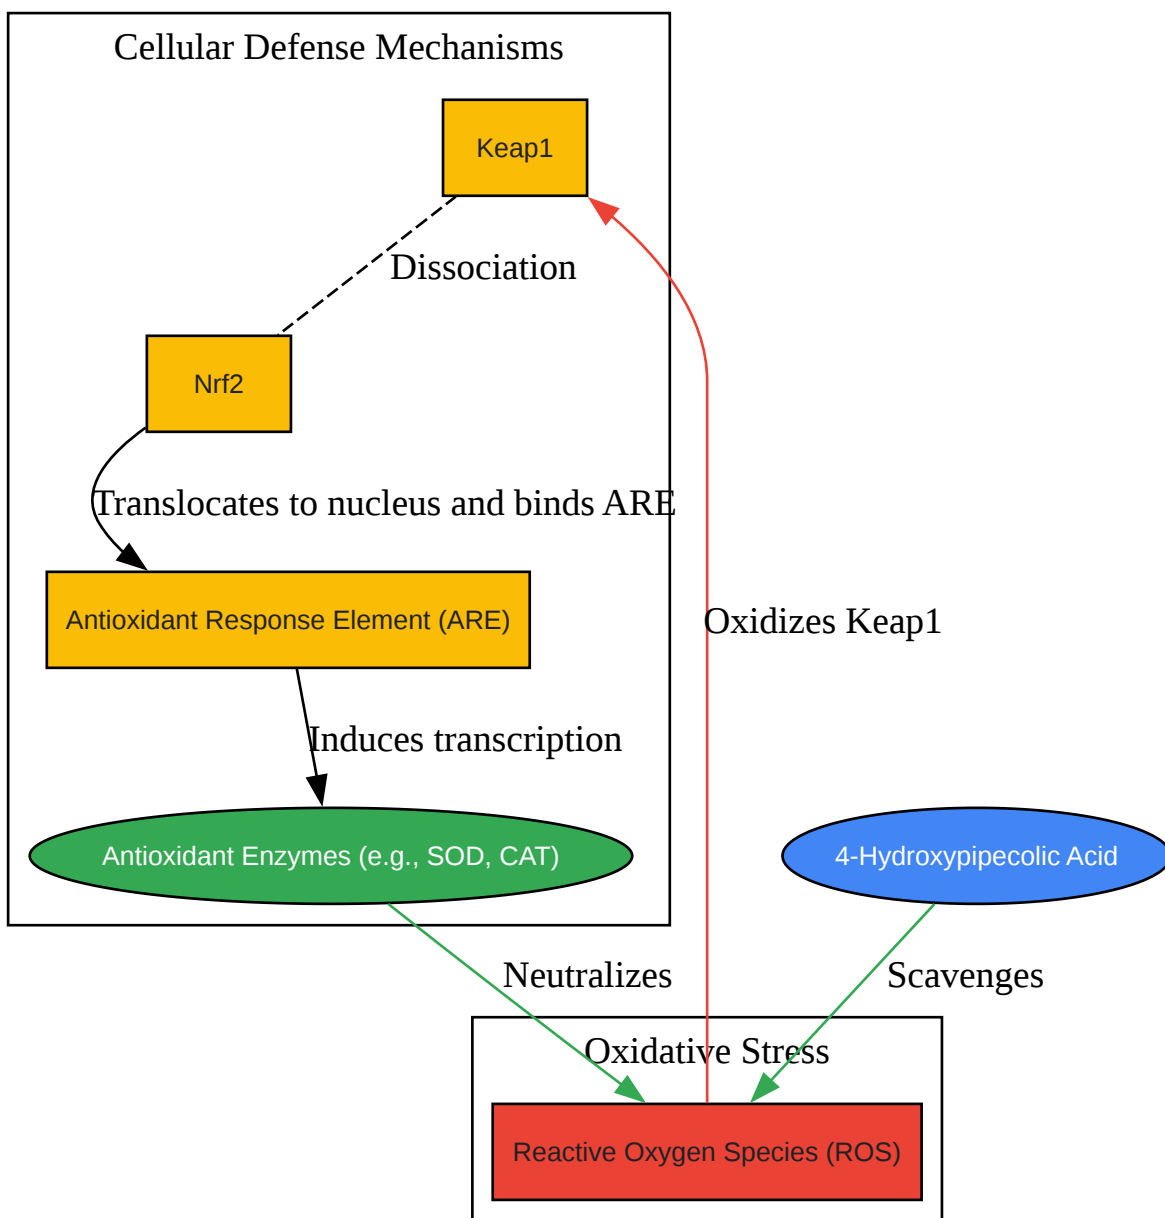 Cellular Defense Mechanisms
Keap1
Dissociation
Nrf2
Translocates to nucleus and binds ARE
Antioxidant Response Element (ARE)
Oxidizes Keap1
Induces transcription
Antioxidant Enzymes (e.g., SOD, CAT)
4-Hydroxypipecolic Acid
Neutralizes
Scavenges
Oxidative Stress
Reactive Oxygen Species (ROS)